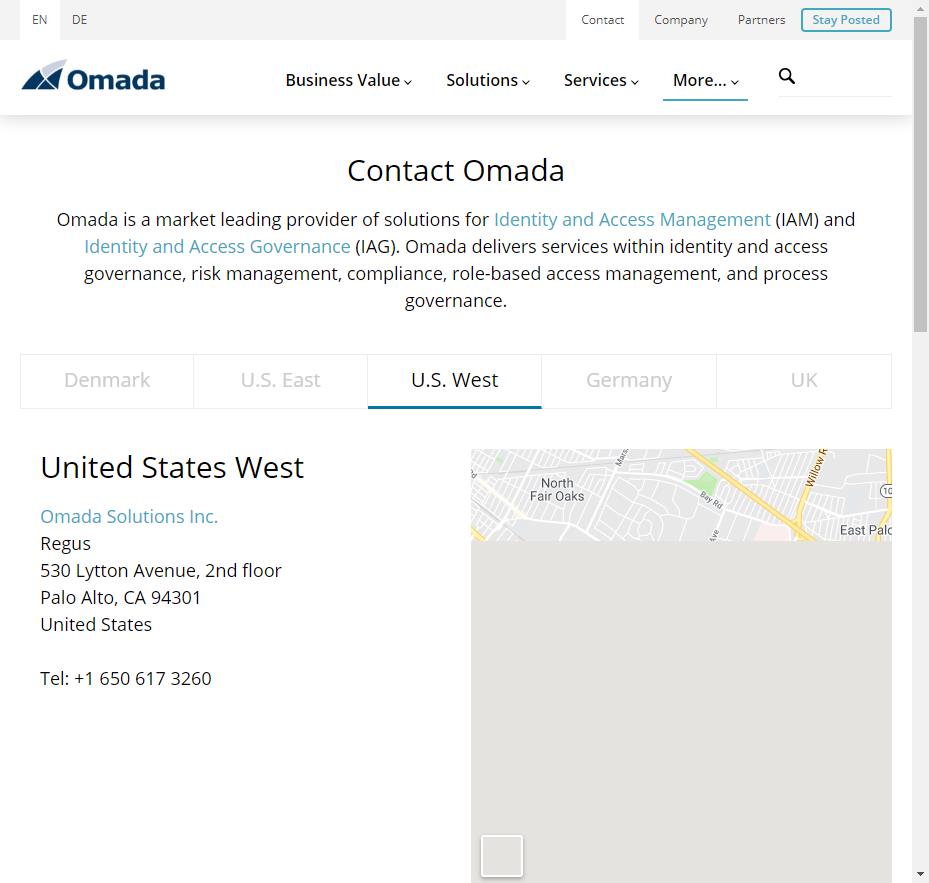 EN DE Contact Company Partners Stay Posted
Omada Business Value Solutions Services More...
Contact Omada
Omada is a market leading provider of solutions for Identity and Access Management (IAM) and
Identity and Access Governance (IAG). Omada delivers services within identity and access
governance, risk management, compliance, role-based access management, and process
governance.
Denmark U.S. East U.S. West Germany UK
United States West
Omada Solutions Inc.
Regus
530 Lytton Avenue, 2nd floor
Palo Alto, CA 94301
United States
Tel: +1 650 617 3260
North
Fair Oaks
Bay Rd
Willow R
East Palo